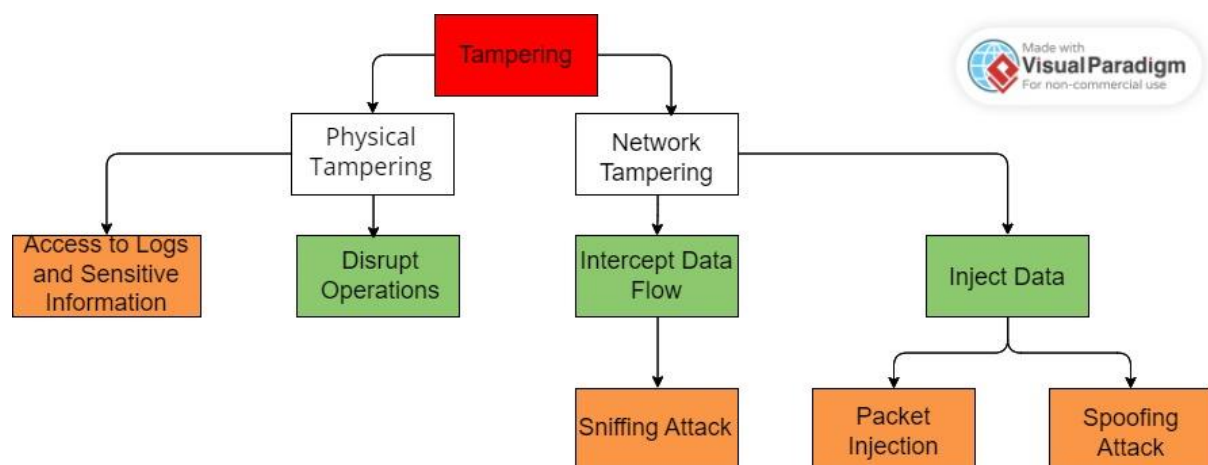 Tampering
Made with
Visual Paradigm
For non-commercial use
Physical
Tampering
Network
Tampering
Access to Logs
and Sensitive
Information
Disrupt
Operations
Intercept Data
Flow
Inject Data
Sniffing Attack
Packet
Injection
Spoofing
Attack